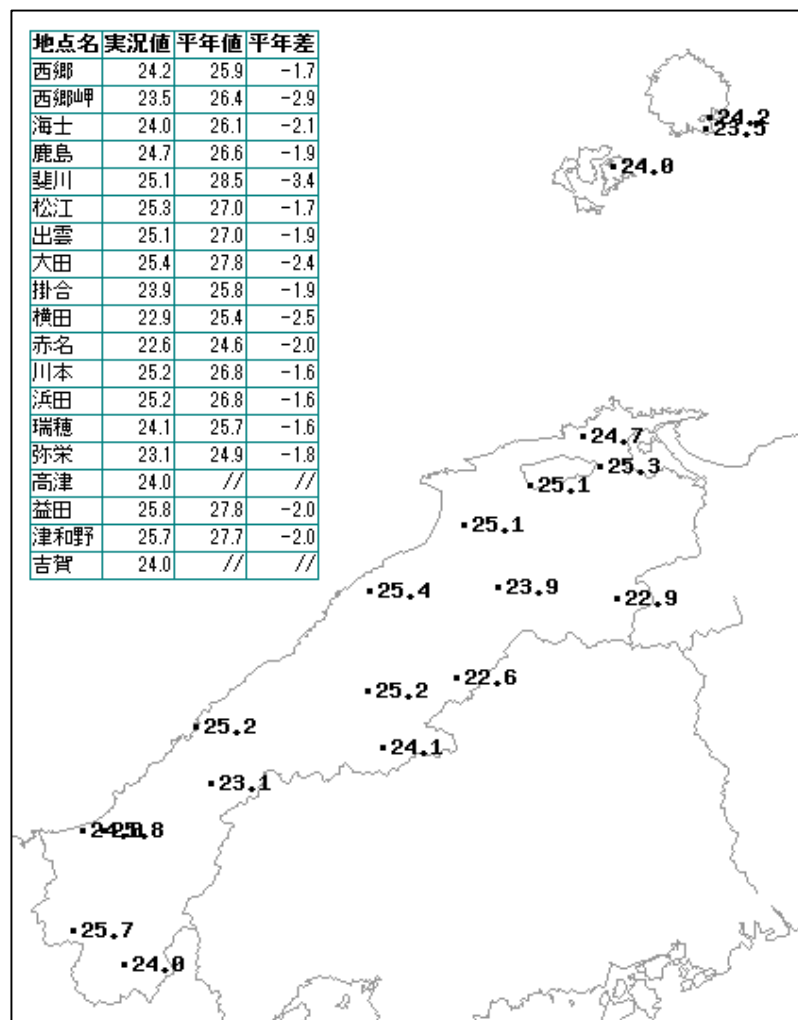 地点名 実況値 平年値 平年差
西郷 24.2 25.9 -1.7
西郷岬 23.5 26.4 -2.9
海士 24.0 26.1 -2.1
鹿島 24.7 26.6 -1.9
斐川 25.1 28.5 -3.4
松江 25.3 27.0 -1.7
出雲 25.1 27.0 -1.9
大田 25.4 27.8 -2.4
掛合 23.9 25.8 -1.9
横田 22.9 25.4 -2.5
赤名 22.6 24.6 -2.0
川本 25.2 26.8 -1.6
浜田 25.2 26.8 -1.6
瑞穂 24.1 25.7 -1.6
弥栄 23.1 24.9 -1.8
高津 24.0 // //
益田 25.8 27.8 -2.0
津和野 25.7 27.7 -2.0
吉賀 24.0 // //
24.2
23.5
24.0
24.7
25.3
25.1
25.1
25.4
23.9
22.9
22.6
25.2
25.2
24.1
23.1
24.0
25.8
25.7
24.0